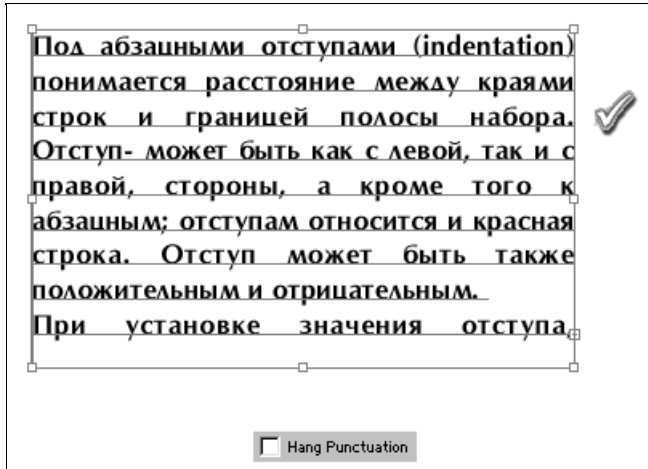 Под абзацными отступами (indentation)
понимается расстояние между краями
строк и границей полосы набора.
Отступ- может быть как с левой, так и с
правой, стороны, а кроме того к
абзацным; отступам относится и красная
строка. Отступ может быть также
положительным и отрицательным.
При установке значения отступа,
Hang Punctuation